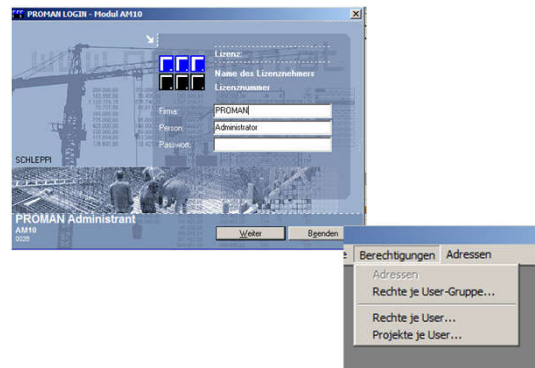 PROMAN LOGIN - Modul AM10
Lizenz:
Name des Lizenznehmers
Lizenznummer
Firma: PROMAN
Person: Administrator
Passwort:
SCHLEPPI
PROMAN Administrant
AM10
0035
Weiter Beenden
e Berechtigungen Adressen
Adressen
Rechte je User-Gruppe...
Rechte je User...
Projekte je User...